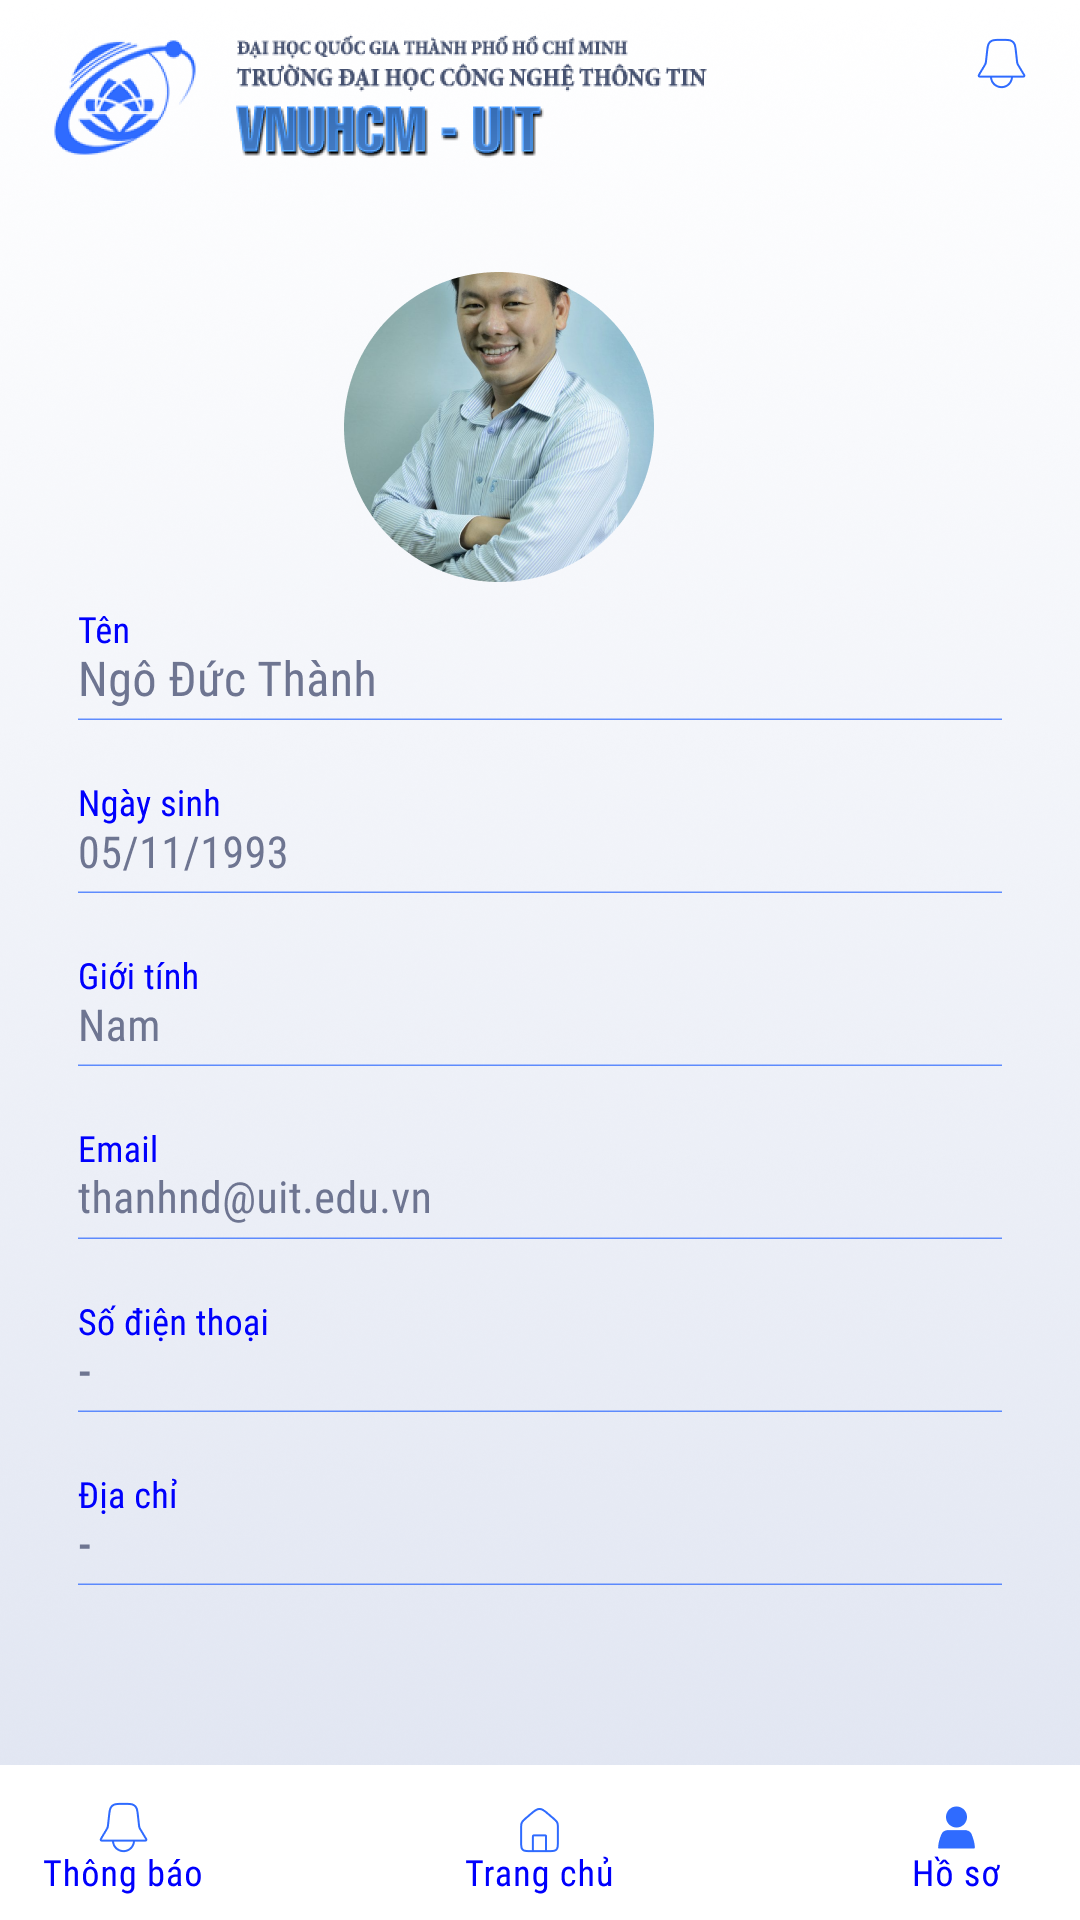 ĐẠI HỌC QUỐC GIA THÀNH PHỐ HỒ CHÍ MINH
TRƯỜNG ĐẠI HỌC CÔNG NGHỆ THÔNG TIN
VNUHCM - UIT
Tên
Ngô Đức Thành
Ngày sinh
05/11/1993
Giới tính
Nam
Email
thanhnd@uit.edu.vn
Số điện thoại
-
Địa chỉ
-
Thông báo
Trang chủ
Hồ sơ